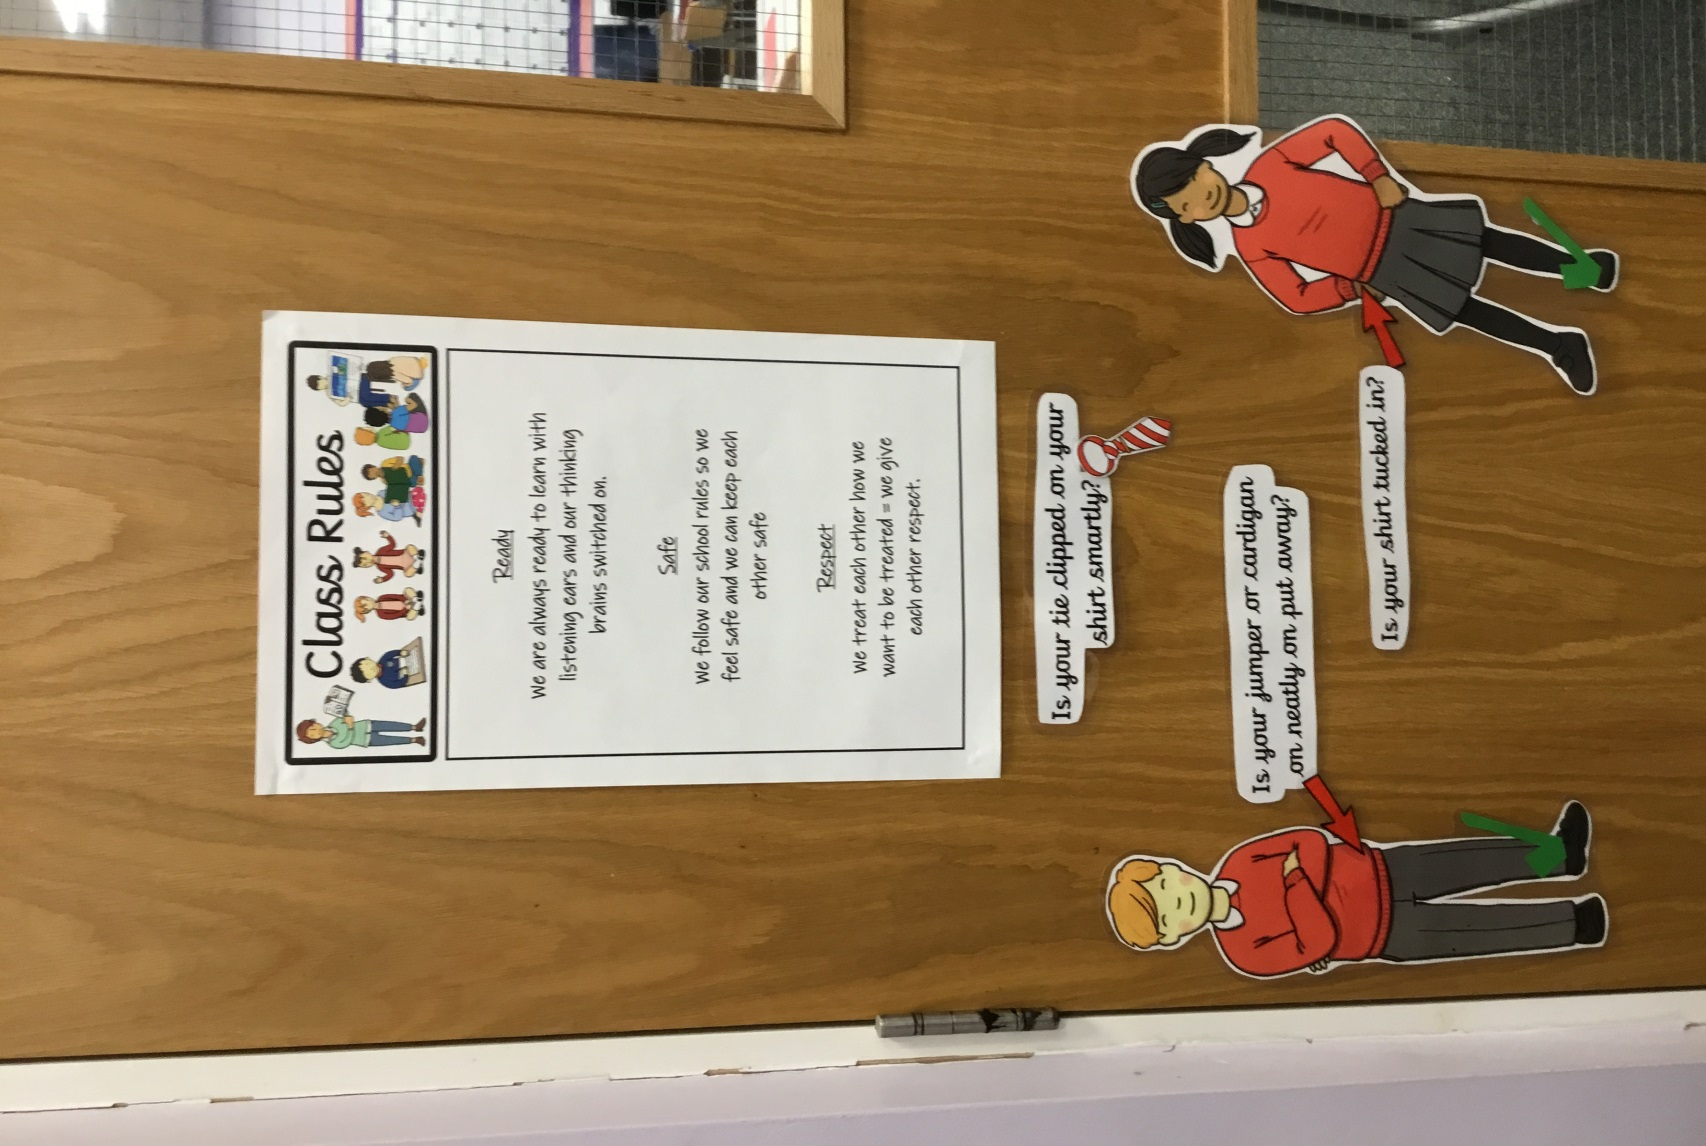 Class Rules
Ready
We are always ready to learn with
listening ears and our thinking
brains switched on.
Safe
We follow our school rules so we
feel safe and we can keep each
other safe
Respect
We treat each other how we
want to be treated = we give
each other respect.
Is your tie clipped on your
shirt smartly?
Is your jumper or cardigan
on neatly on put away?
Is your shirt tucked in?